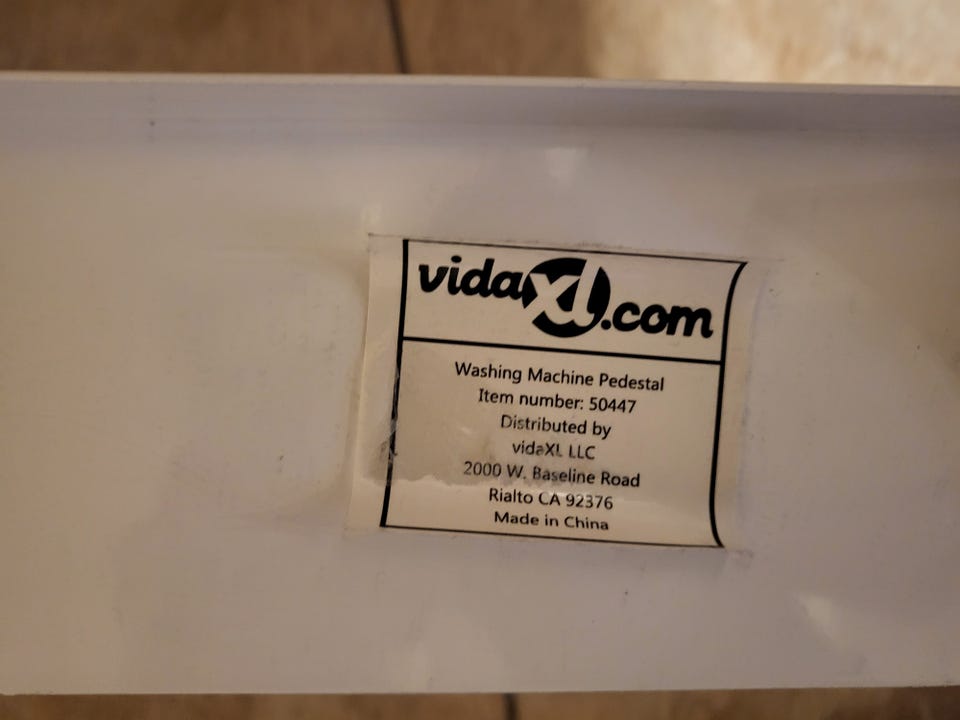 vidaXL.com
Washing Machine Pedestal
Item number: 50447
Distributed by
vidaXL LLC
2000 W. Baseline Road
Rialto CA 92376
Made in China